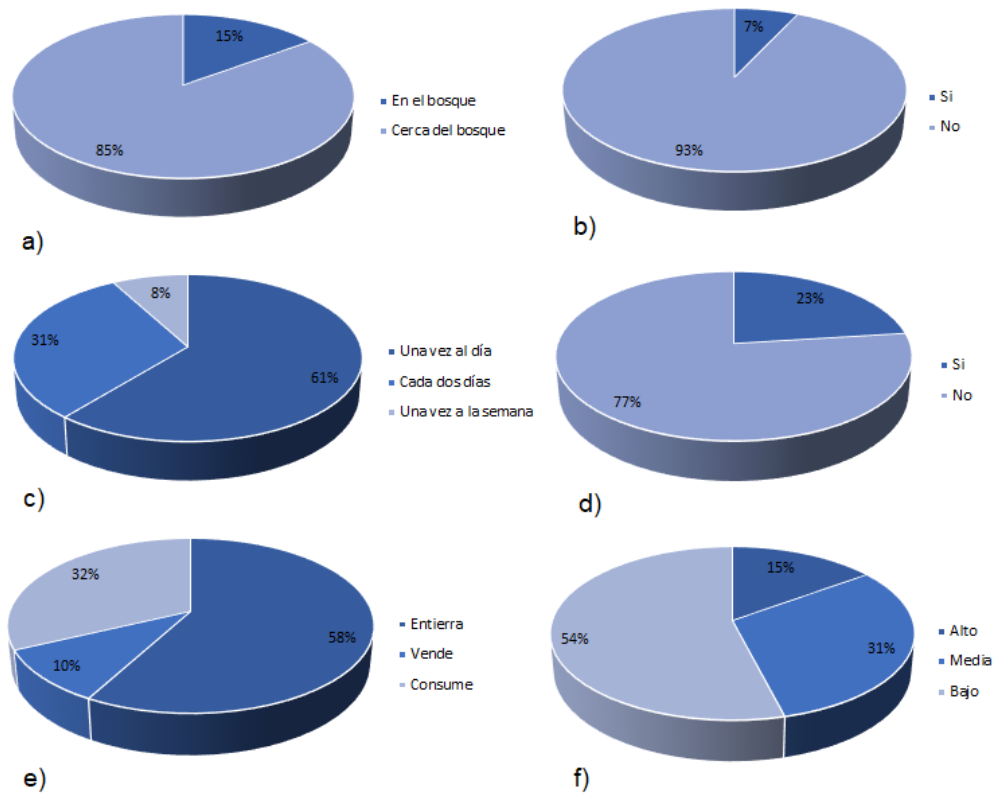 15%
85%
En el bosque
Cerca del bosque
a)
7%
93%
Si
No
b)
8%
31%
61%
Una vez al día
Cada dos días
Una vez a la semana
c)
23%
77%
Si
No
d)
32%
58%
10%
Entierra
Vende
Consume
e)
15%
54%
31%
Alto
Media
Bajo
f)